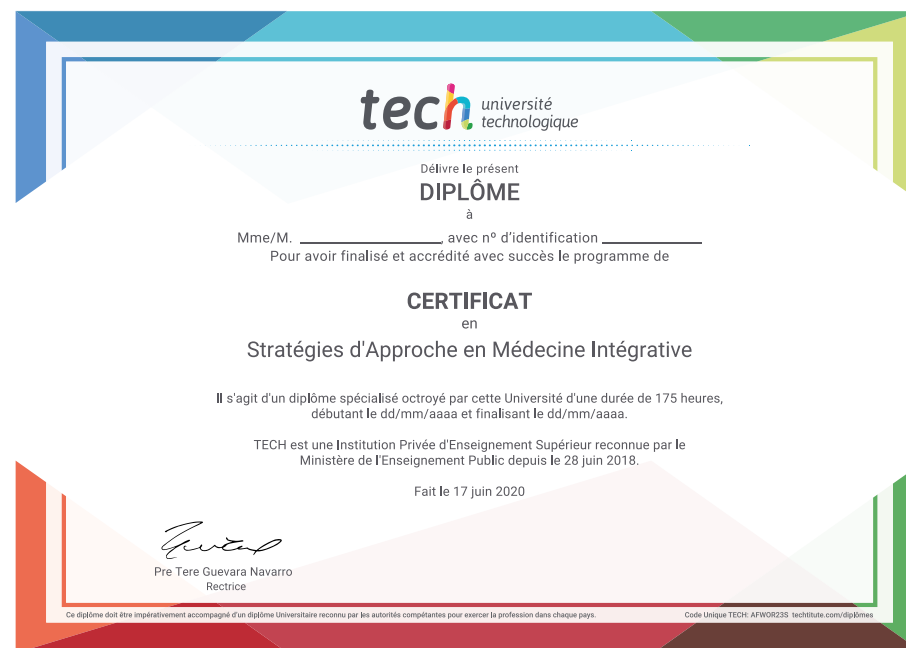 tech université
technologique
Délivre le présent
DIPLÔME
à
Mme/M. ____________, avec nº d'identification ____________
Pour avoir finalisé et accrédité avec succès le programme de
CERTIFICAT
en
Stratégies d'Approche en Médecine Intégrative
Il s'agit d'un diplôme spécialisé octroyé par cette Université d'une durée de 175 heures,
débutant le dd/mm/aaaa et finalisant le dd/mm/aaaa.
TECH est une Institution Privée d'Enseignement Supérieur reconnue par le
Ministère de l'Enseignement Public depuis le 28 juin 2018.
Fait le 17 juin 2020
Pre Tere Guevara Navarro
Rectrice
Ce diplôme doit être impérativement accompagné d'un diplôme Universitaire reconnu par les autorités compétantes pour exercer la profession dans chaque pays.
Code Unique TECH: AFWOR23S techtitute.com/diplômes